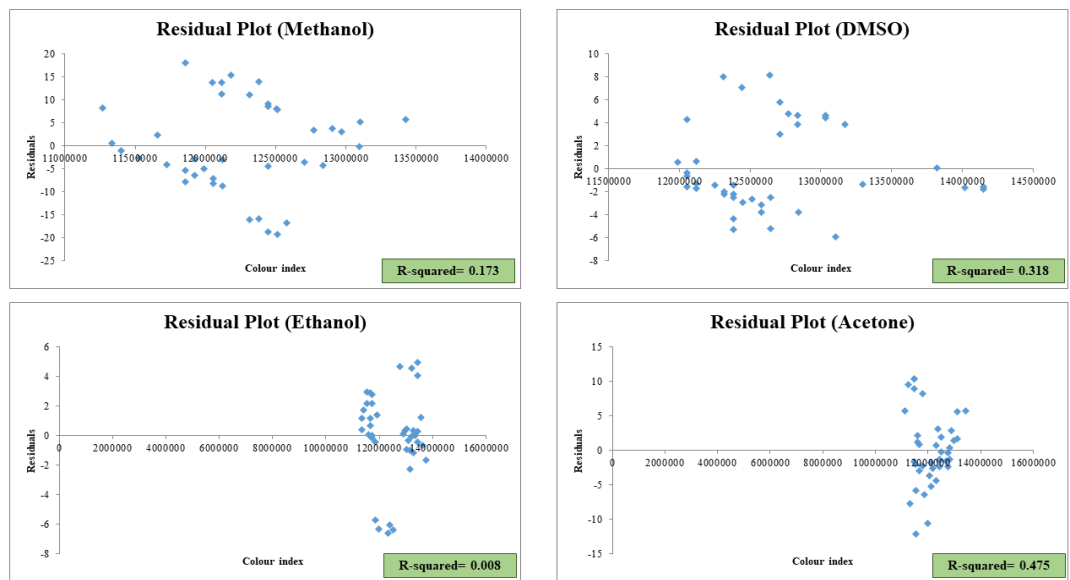 Residual Plot (Methanol)
20
15
10
5
0
-5
-10
-15
-20
-25
11000000 11500000 12000000 12500000 13000000 13500000 14000000
Residuals
Colour index
R-squared= 0.173
Residual Plot (DMSO)
10
8
6
4
2
0
-2
-4
-6
-8
11500000 12000000 12500000 13000000 13500000 14000000 14500000
Residuals
Colour index
R-squared= 0.318
Residual Plot (Ethanol)
6
4
2
0
-2
-4
-6
-8
0 2000000 4000000 6000000 8000000 10000000 12000000 14000000 16000000
Residuals
Colour index
R-squared= 0.008
Residual Plot (Acetone)
15
10
5
0
-5
-10
-15
0 2000000 4000000 6000000 8000000 10000000 12000000 14000000 16000000
Residuals
Colour index
R-squared= 0.475